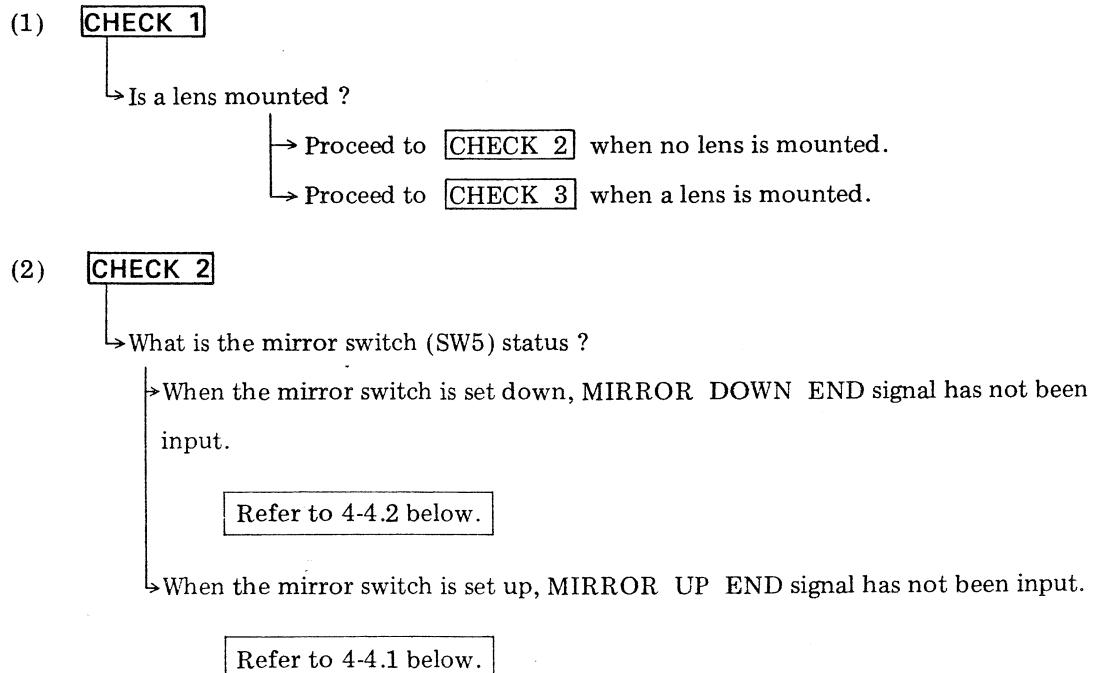 (1) CHECK 1
Is a lens mounted ?
Proceed to CHECK 2 when no lens is mounted.
Proceed to CHECK 3 when a lens is mounted.
(2) CHECK 2
What is the mirror switch (SW5) status ?
When the mirror switch is set down, MIRROR DOWN END signal has not been
input.
Refer to 4-4.2 below.
When the mirror switch is set up, MIRROR UP END signal has not been input.
Refer to 4-4.1 below.